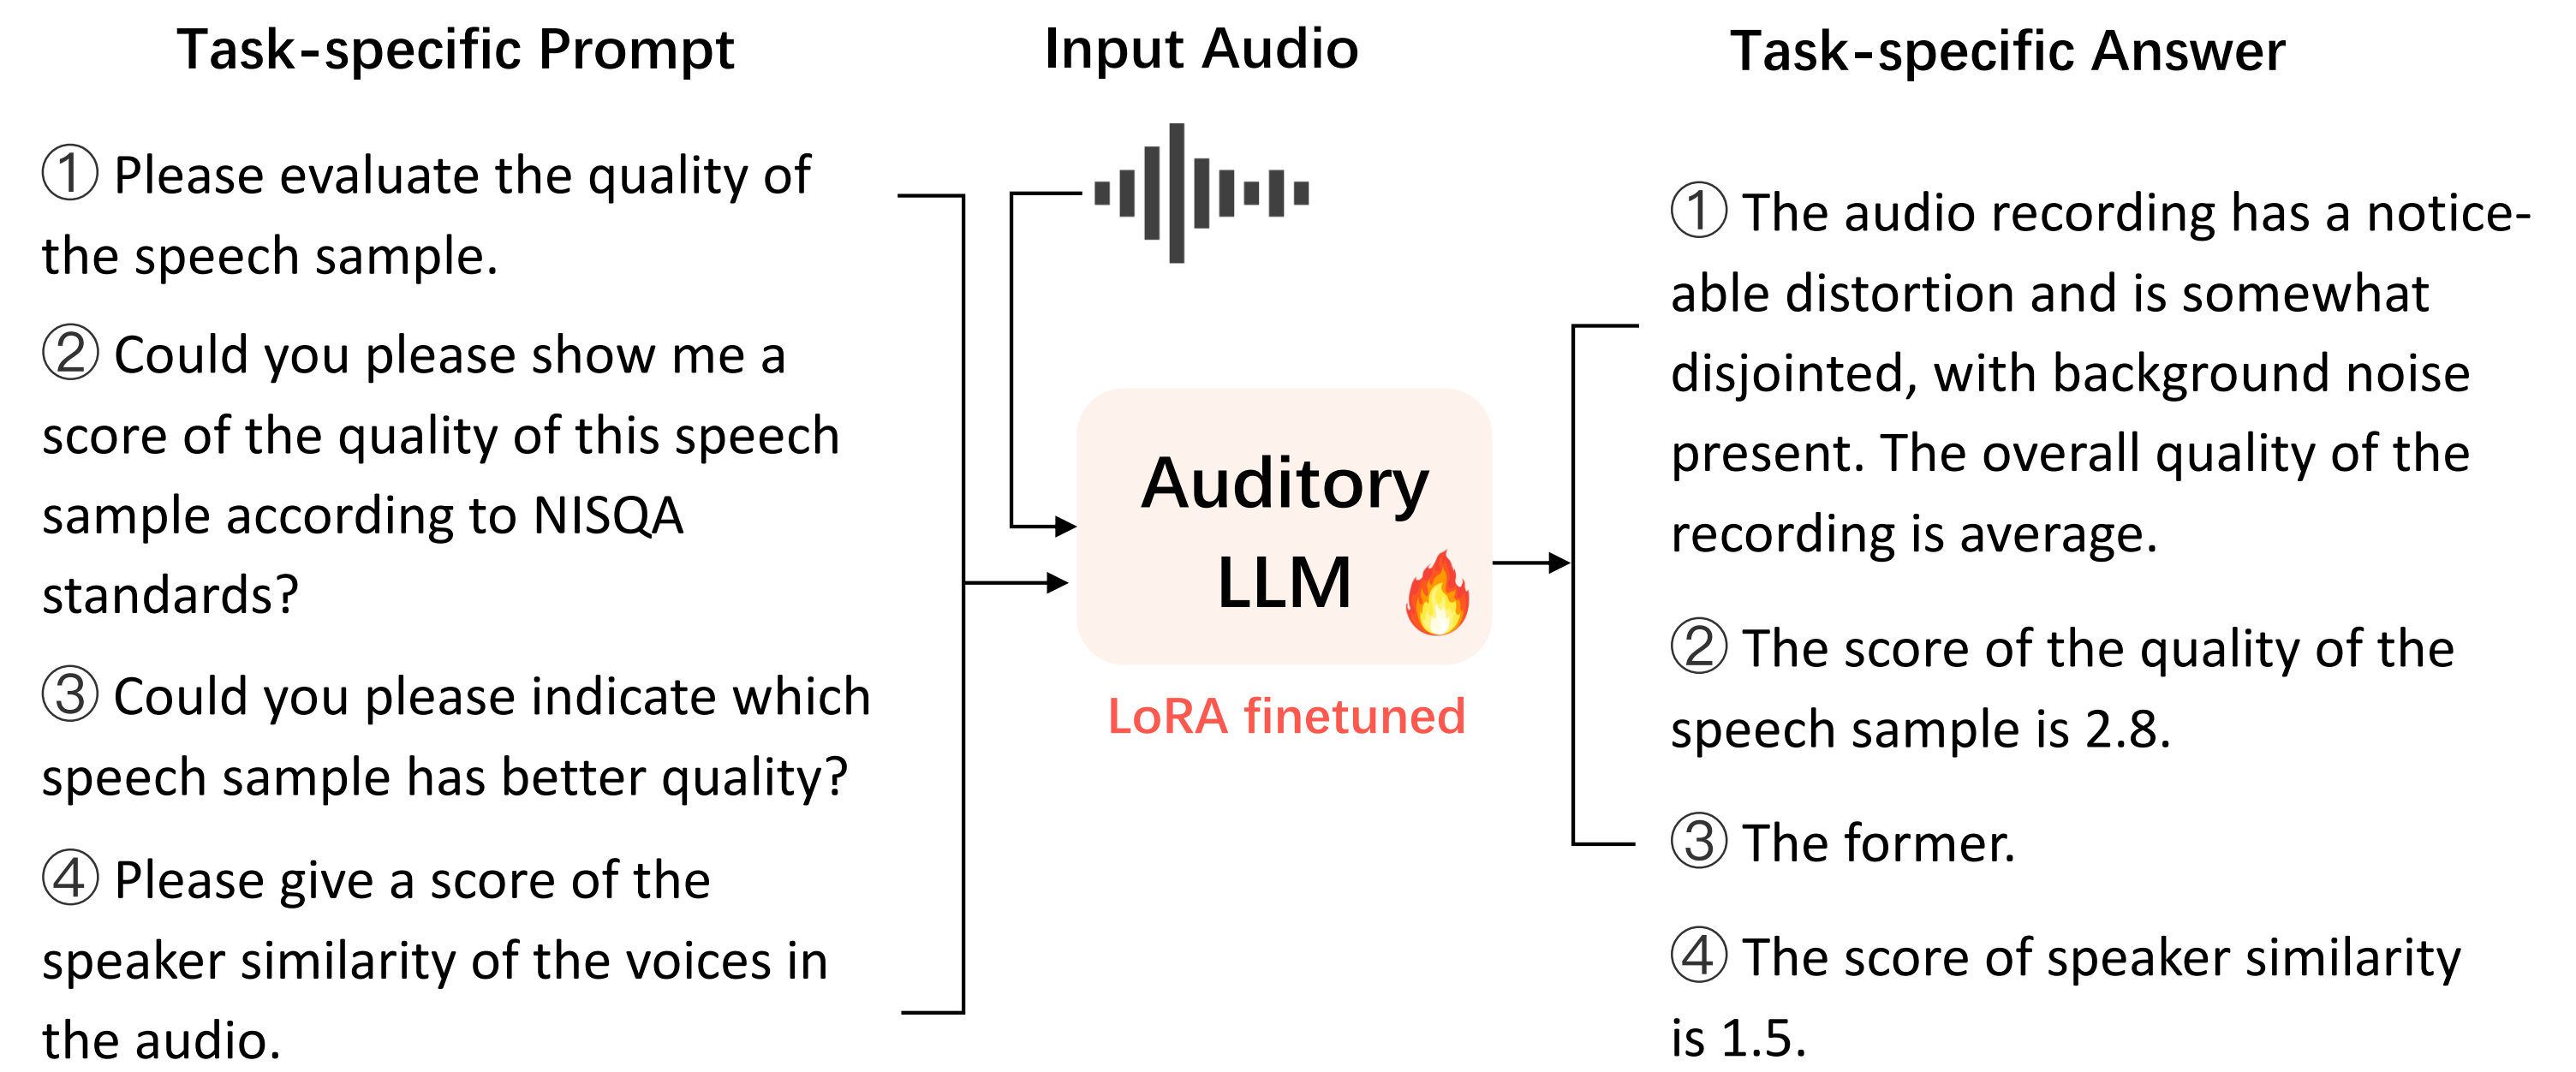 Task-specific Prompt
① Please evaluate the quality of
the speech sample.
② Could you please show me a
score of the quality of this speech
sample according to NISQA
standards?
③ Could you please indicate which
speech sample has better quality?
④ Please give a score of the
speaker similarity of the voices in
the audio.
Input Audio
Auditory
LLM
LoRA finetuned
Task-specific Answer
① The audio recording has a notice-
able distortion and is somewhat
disjointed, with background noise
present. The overall quality of the
recording is average.
② The score of the quality of the
speech sample is 2.8.
③ The former.
④ The score of speaker similarity
is 1.5.